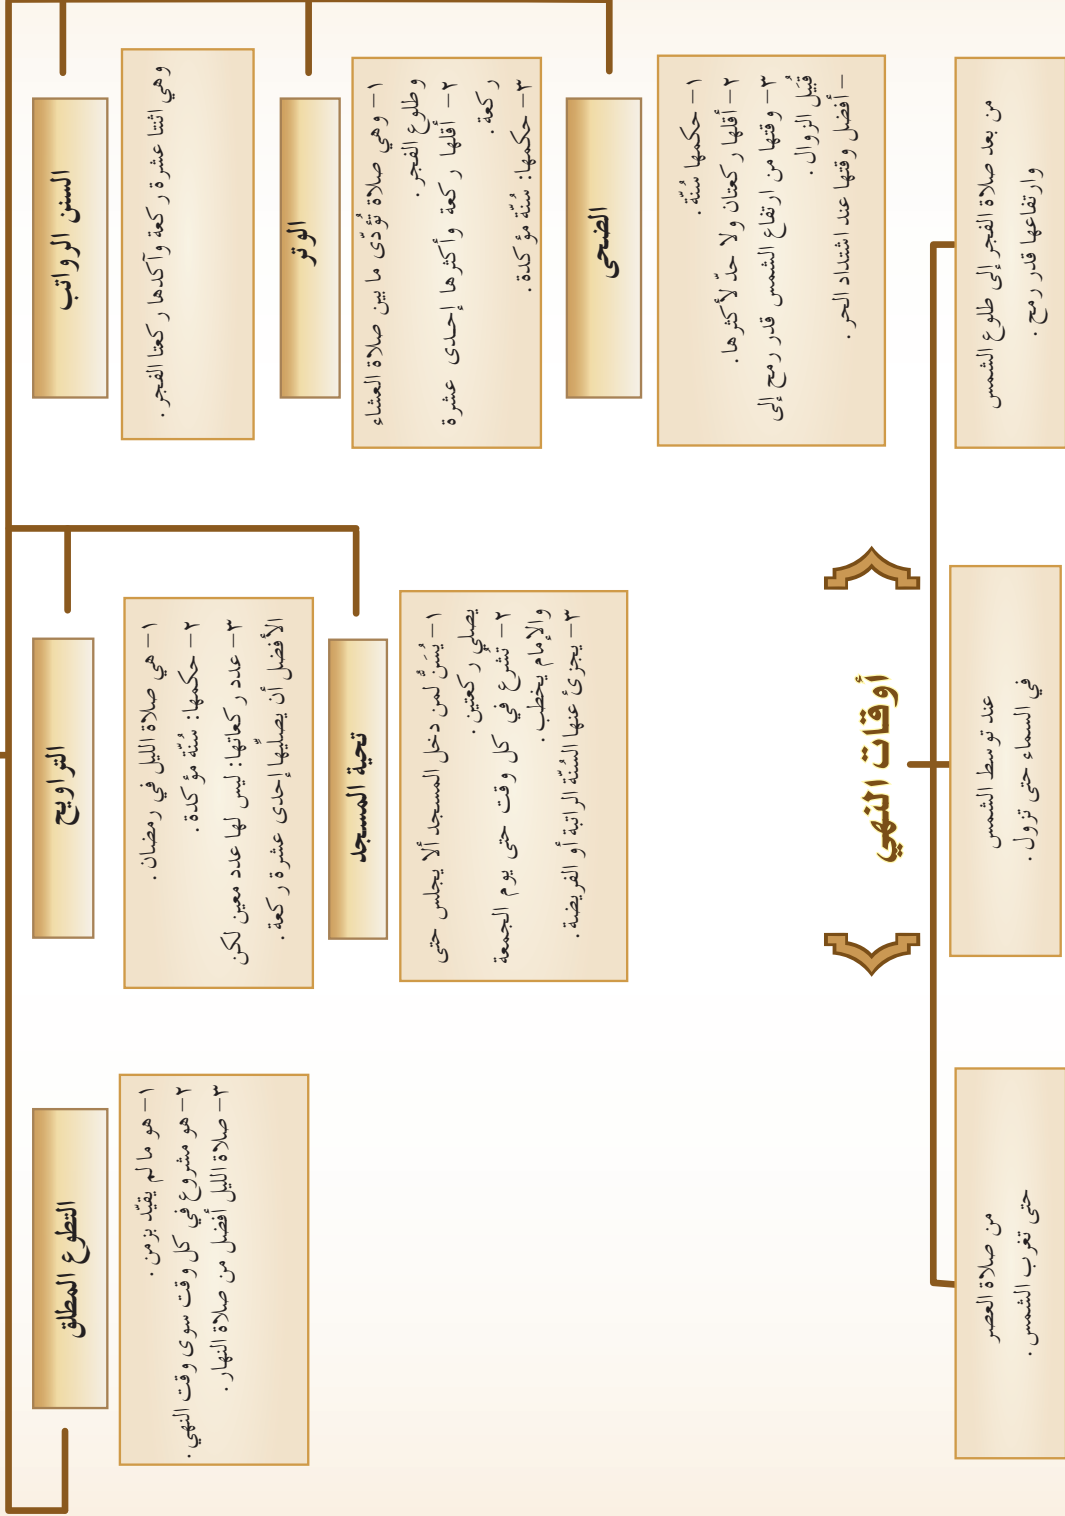 السنن الرواتب
وهي اثنتا عشرة ركعة وآكدها ركعتا الفجر.
الوتر
١- وهي صلاة تؤدّى ما بين صلاة العشاء
وطلوع الفجر.
٢- أقلها ركعة وأكثرها إحدى عشرة
ركعة.
٣- حكمها: سُنّة مؤكدة.
الضحى
١- حكمها سُنّة.
٢- أقلها ركعتان ولا حدّ لأكثرها.
٣- وقتها من ارتفاع الشمس قدر رمح إلى
قُبيَل الزوال.
- أفضل وقتها عند اشتداد الحر.
التراويح
١- هي صلاة الليل في رمضان.
٢- حكمها: سُنّة مؤكدة.
٣- عدد ركعاتها: ليس لها عدد معين لكن
الأفضل أن يصليها إحدى عشرة ركعة.
تحية المسجد
١- يُسَنُّ لمن دخل المسجد ألا يجلس حتى
يصلي ركعتين.
٢- تشرع في كل وقت حتى يوم الجمعة
والإمام يخطب.
٣- يجزئ عنها السُنّة الراتبة أو الفريضة.
التطوع المطلق
١- هو ما لم يقيّد بزمن.
٢- هو مشروع في كل وقت سوى وقت النهي.
٣- صلاة الليل أفضل من صلاة النهار.
أوقات النهي
من بعد صلاة الفجر إلى طلوع الشمس
وارتفاعها قدر رمح.
عند توسط الشمس
في السماء حتى تزول.
من صلاة العصر
حتى تغرب الشمس.